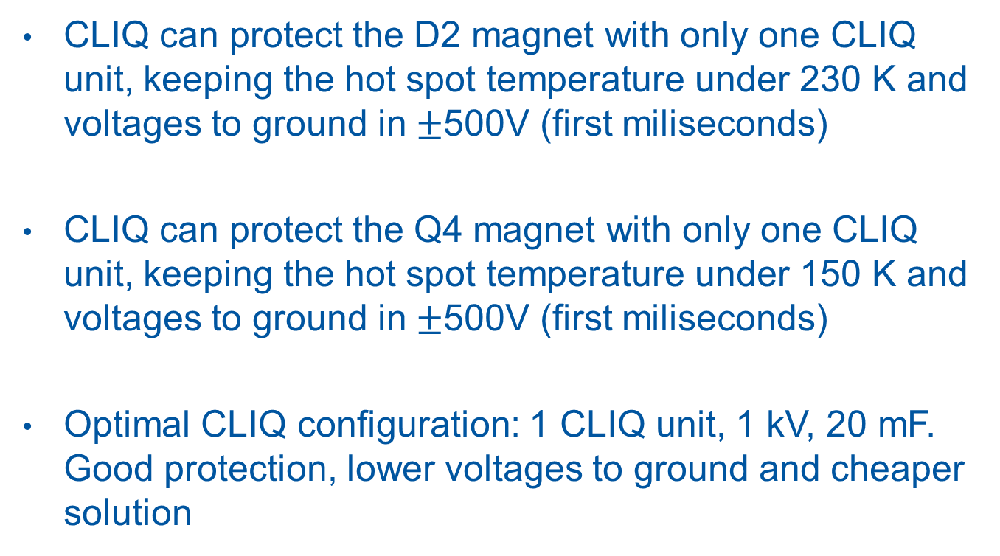 • CLIQ can protect the D2 magnet with only one CLIQ
unit, keeping the hot spot temperature under 230 K and
voltages to ground in ±500V (first miliseconds)
• CLIQ can protect the Q4 magnet with only one CLIQ
unit, keeping the hot spot temperature under 150 K and
voltages to ground in ±500V (first miliseconds)
• Optimal CLIQ configuration: 1 CLIQ unit, 1 kV, 20 mF.
Good protection, lower voltages to ground and cheaper
solution